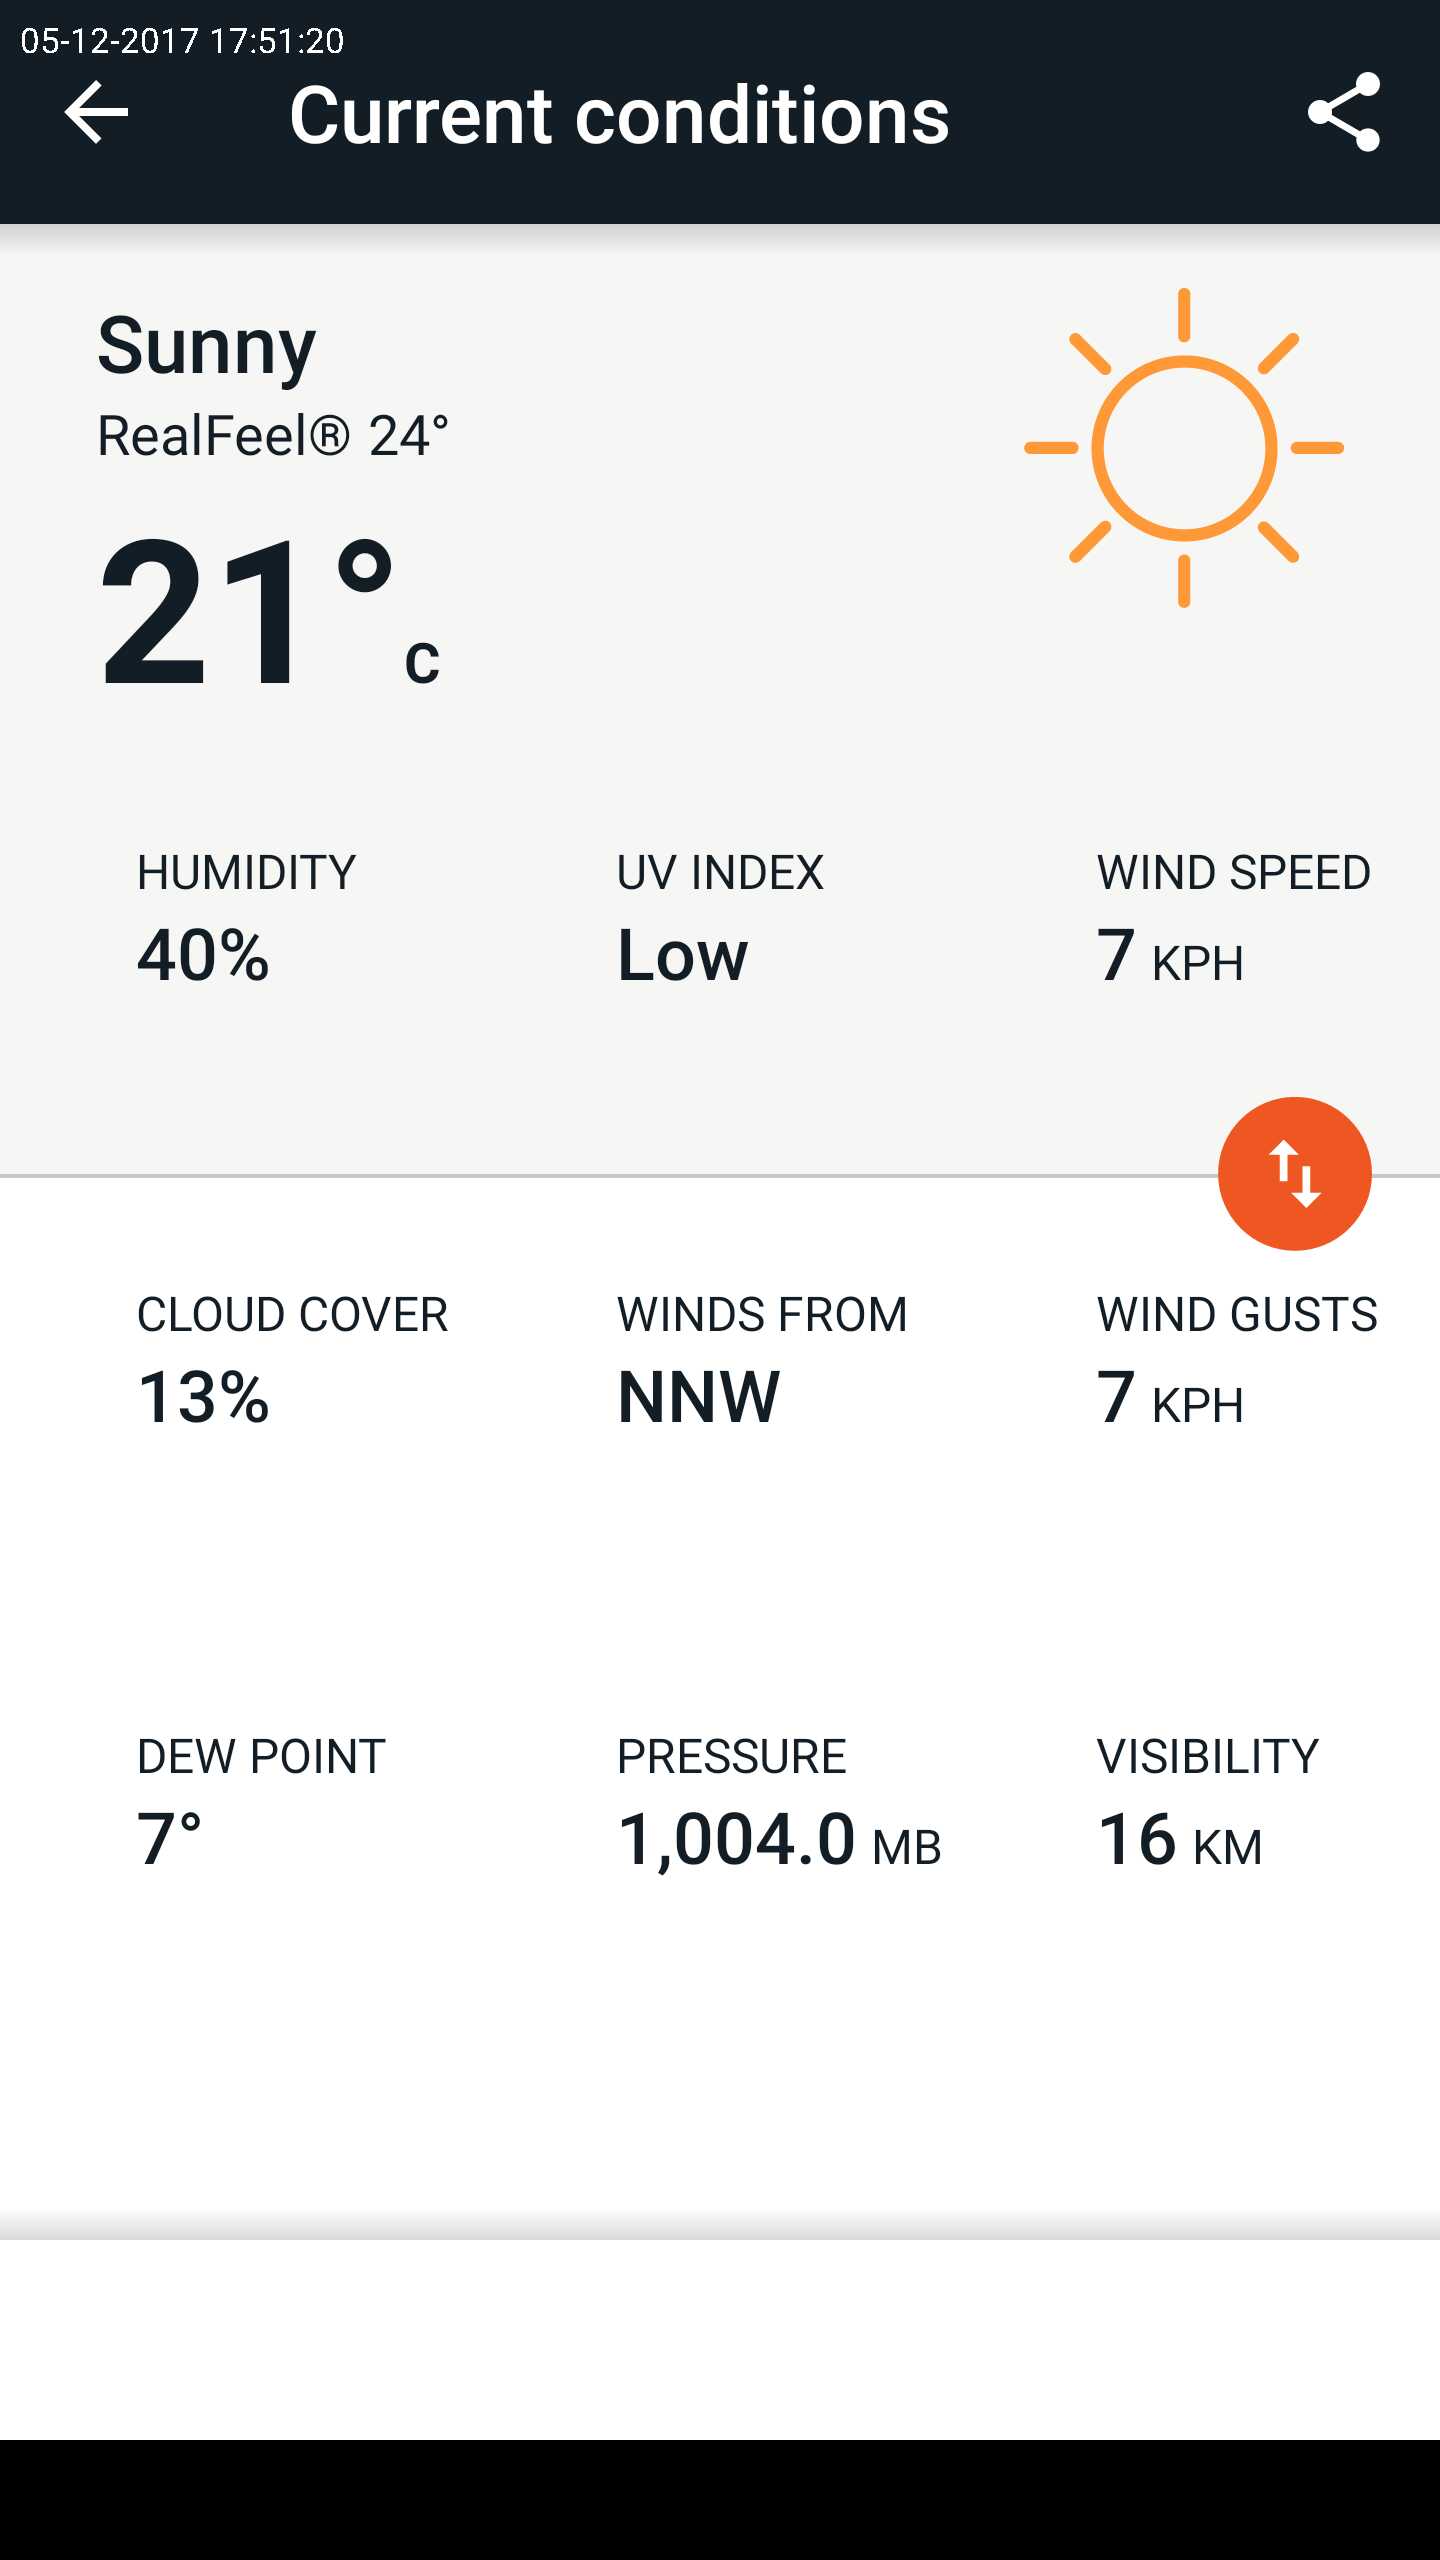 05-12-2017 17:51:20
Current conditions
Sunny
RealFeel® 24°
21° C
HUMIDITY UV INDEX WIND SPEED
40% Low 7 KPH
CLOUD COVER WINDS FROM WIND GUSTS
13% NNW 7 KPH
DEW POINT PRESSURE VISIBILITY
7° 1,004.0 MB 16 KM